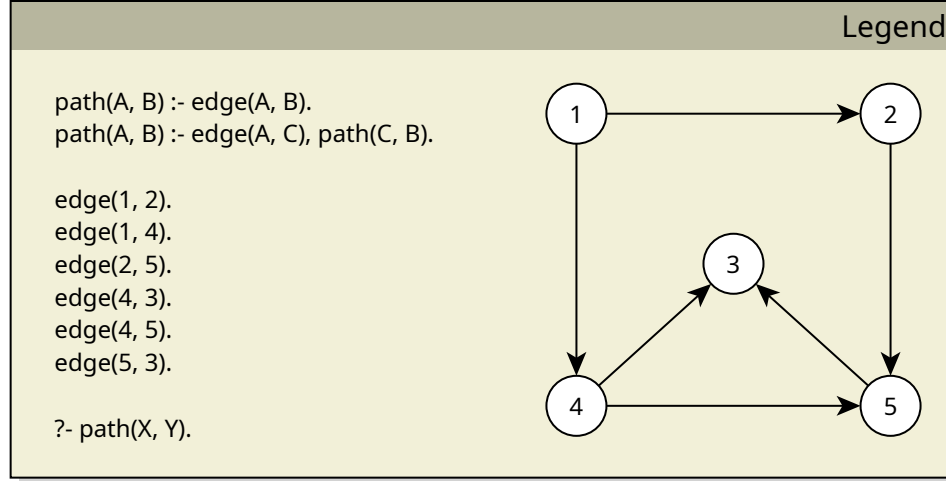 Legend
path(A, B) :- edge(A, B).
path(A, B) :- edge(A, C), path(C, B).
edge(1, 2).
edge(1, 4).
edge(2, 5).
edge(4, 3).
edge(4, 5).
edge(5, 3).
?- path(X, Y).
1
2
3
4
5